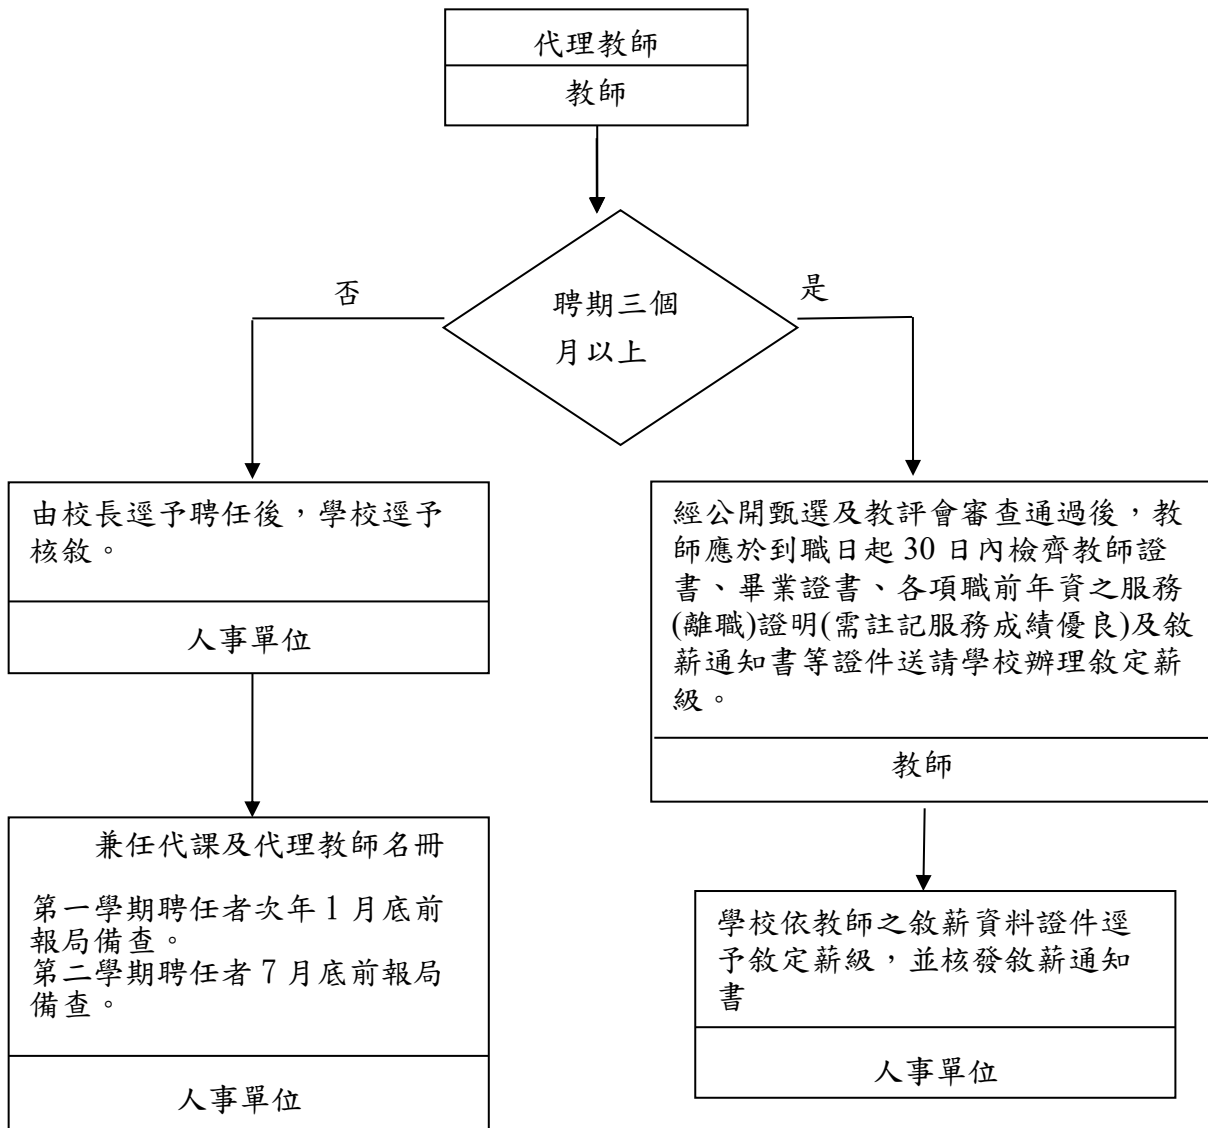 代理教師
教師
否
是
聘期三個
月以上
由校長逕予聘任後，學校逕予
核敘。
人事單位
經公開甄選及教評會審查通過後，教
師應於到職日起 30 日內檢齊教師證
書、畢業證書、各項職前年資之服務
(離職)證明(需註記服務成績優良)及敘
薪通知書等證件送請學校辦理敘定薪
級。
教師
兼任代課及代理教師名冊
第一學期聘任者次年 1 月底前
報局備查。
第二學期聘任者 7 月底前報局
備查。
人事單位
學校依教師之敘薪資料證件逕
予敘定薪級，並核發敘薪通知
書
人事單位